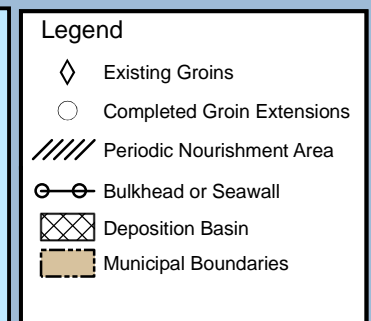 Legend
Existing Groins
Completed Groin Extensions
Periodic Nourishment Area
Bulkhead or Seawall
Deposition Basin
Municipal Boundaries